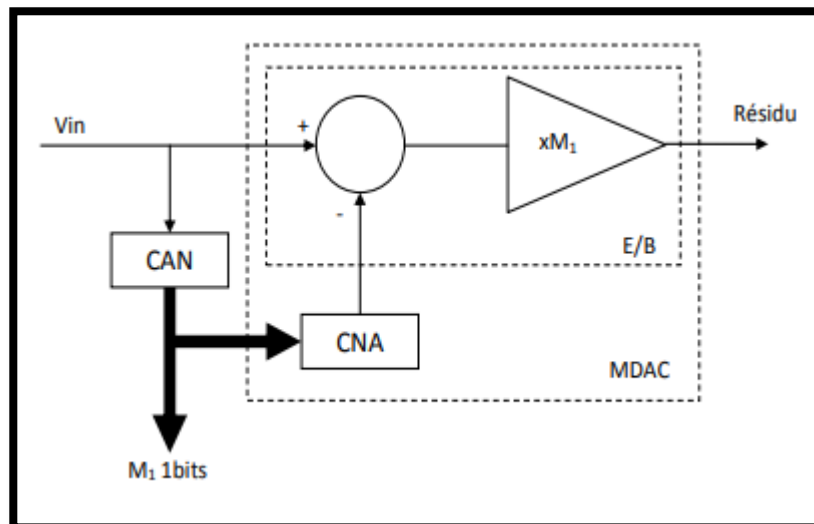 Vin
+
xM₁
Résidu
-
E/B
CAN
CNA
MDAC
M₁ 1bits